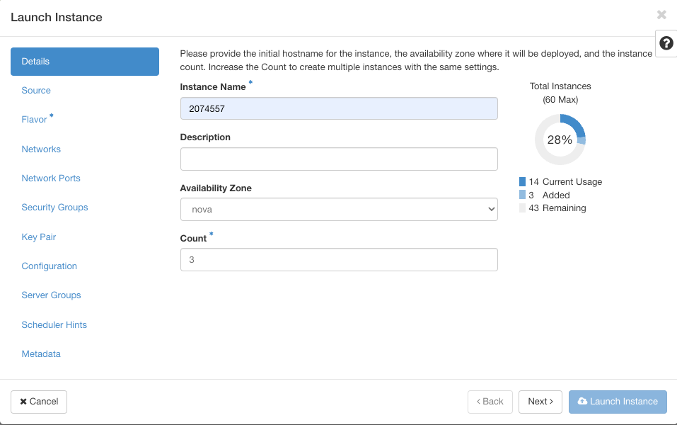 Launch Instance
Details
Source
Flavor *
Networks
Network Ports
Security Groups
Key Pair
Configuration
Server Groups
Scheduler Hints
Metadata
Please provide the initial hostname for the instance, the availability zone where it will be deployed, and the instance
count. Increase the Count to create multiple instances with the same settings.
Instance Name *
2074557
Description
Availability Zone
nova
Count *
3
Total Instances
(60 Max)
28%
14 Current Usage
3 Added
43 Remaining
× Cancel
< Back
Next >
Launch Instance